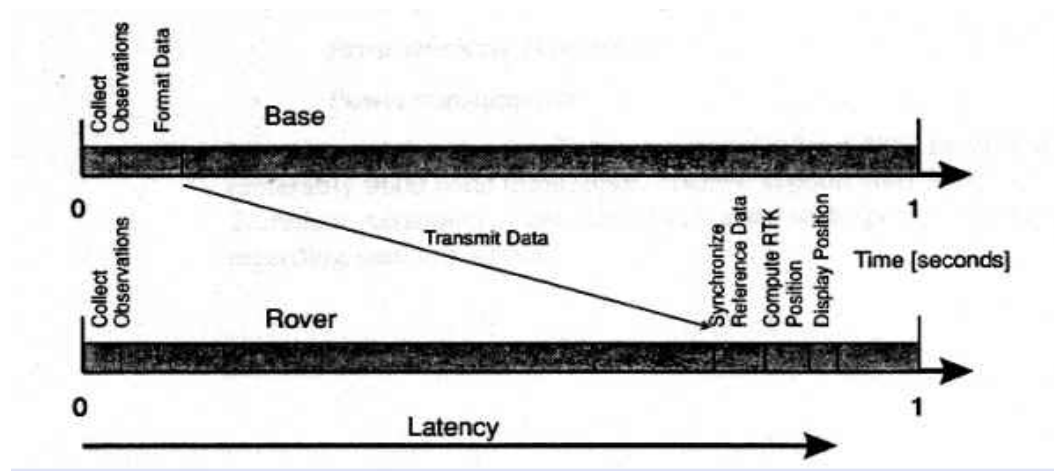 Collect
Observations
Format Data
Base
0
1
Transmit Data
Collect
Observations
Synchronize
Reference Data
Compute RTK
Position
Display Position
Time [seconds]
Rover
0
1
Latency